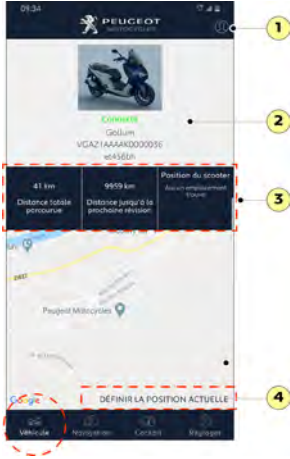 09:34
PEUGEOT
MOTOCYCLES
1
Connecté
Gollum
VGAZ1AAAAK0000056
et456bh
2
41 km
Distance totale
parcourue
9959 km
Distance jusqu'à la
prochaine révision
Position du scooter
Aucun emplacement
trouvé
3
D437
Peugeot Motocycles
Google
DÉFINIR LA POSITION ACTUELLE
4
Véhicule
Navigation
Contact
Réglages